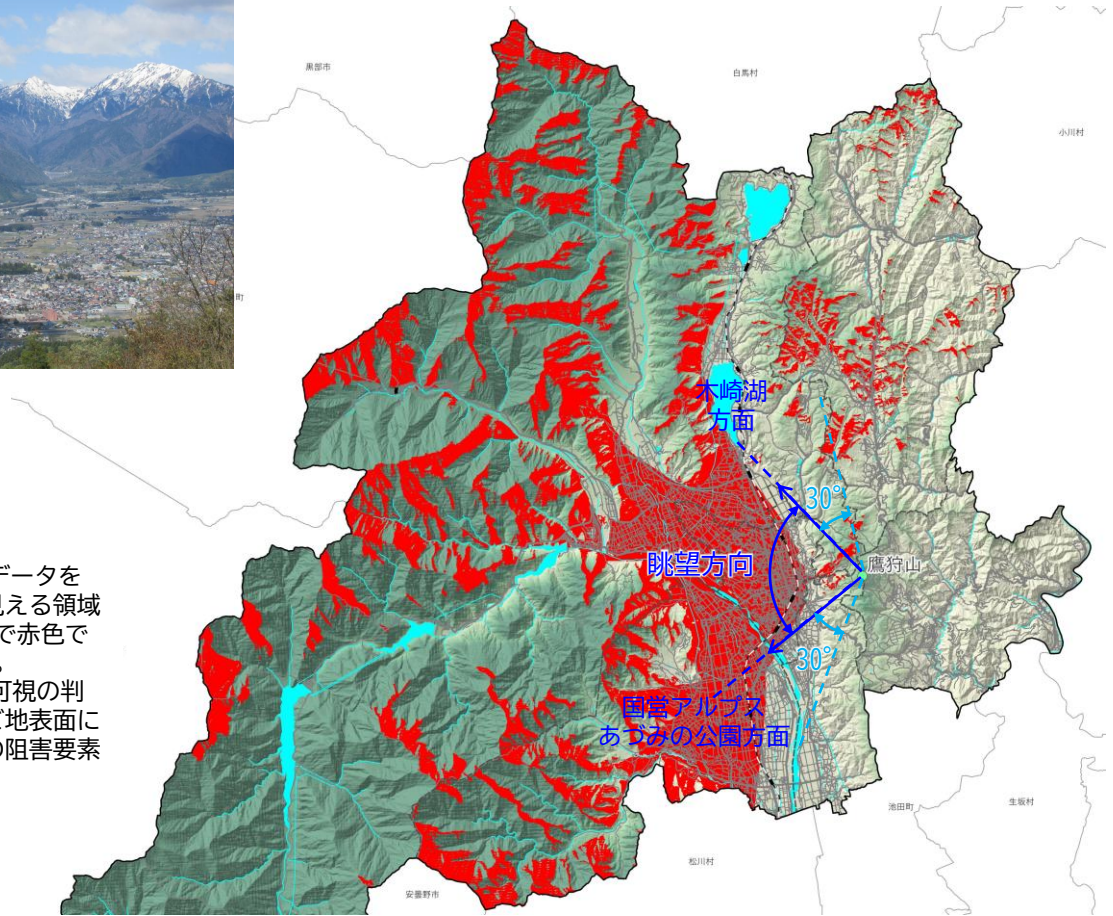 黒部市
白馬村
小川村
町
木崎湖
方面
30°
鷹狩山
眺望方向
30°
国営アルプス
あづみの公園方面
データを
見える領域
で赤色で
。
可視の判
ど地表面に
の阻害要素
池田町
生坂村
松川村
安曇野市